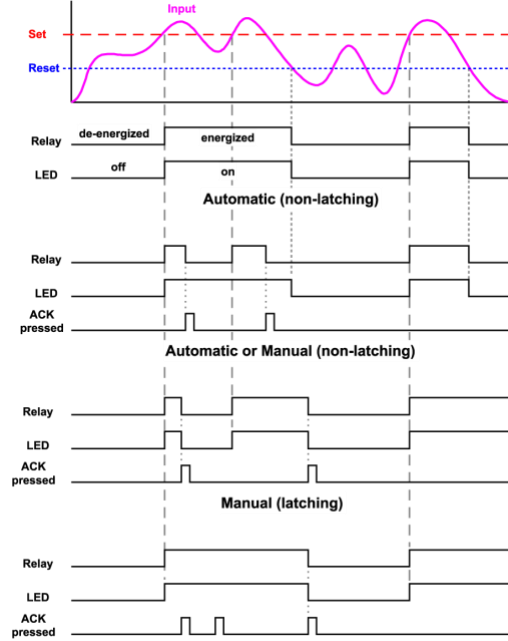 Input
Set
Reset
de-energized energized
Relay
off on
LED
Automatic (non-latching)
Relay
LED
ACK
pressed
Automatic or Manual (non-latching)
Relay
LED
ACK
pressed
Manual (latching)
Relay
LED
ACK
pressed